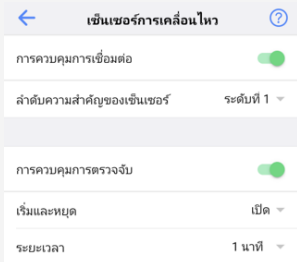 เซ็นเซอร์การเคลื่อนไหว
การควบคุมการเชื่อมต่อ
ลำดับความสำคัญของเซ็นเซอร์ ระดับที่ 1
การควบคุมการตรวจจับ
เริ่มและหยุด เปิด
ระยะเวลา 1 นาที